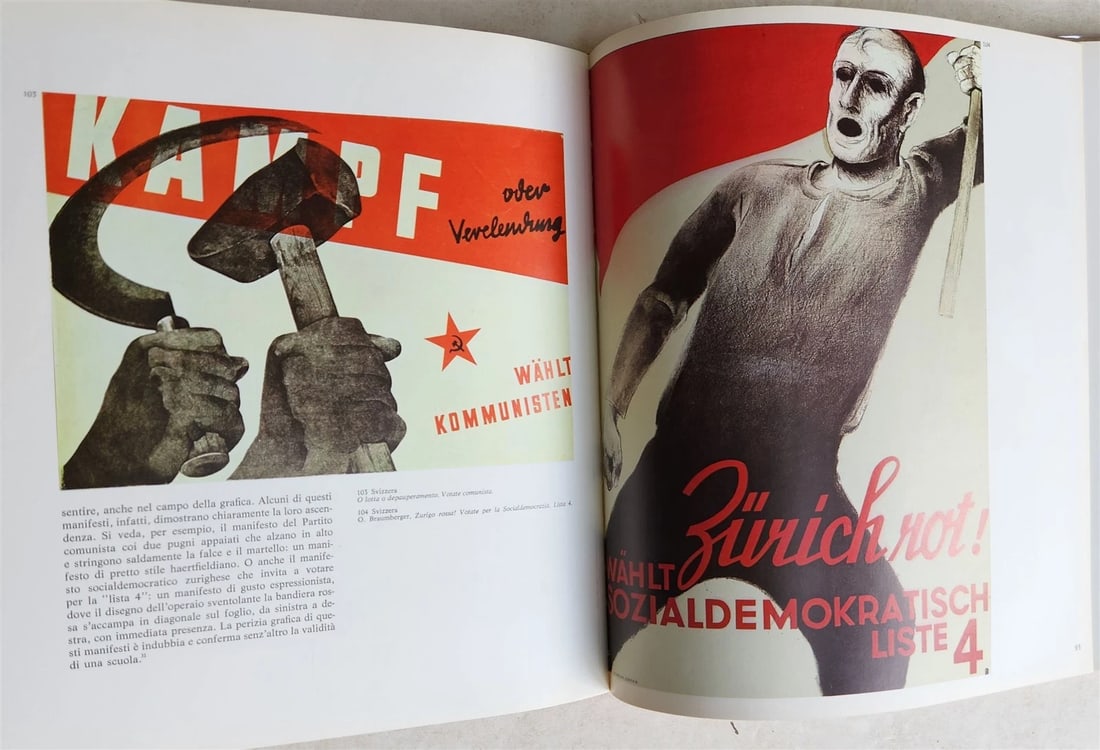 103
KAMPF
oder
Verelendung
WÄHLT
KOMMUNISTEN
sentire, anche nel campo della grafica. Alcuni di questi
manifesti, infatti, dimostrano chiaramente la loro ascen-
denza. Si veda, per esempio, il manifesto del Partito
comunista coi due pugni appaiati che alzano in alto
e stringono saldamente la falce e il martello: un mani-
festo di pretto stile haertfieldiano. O anche il manife-
sto socialdemocratico zurighese che invita a votare
per la "lista 4": un manifesto di gusto espressionista,
dove il disegno dell'operaio sventolante la bandiera ros-
sa s'accampa in diagonale sul foglio, da sinistra a de-
stra, con immediata presenza. La perizia grafica di que-
sti manifesti è indubbia e conferma senz'altro la validità
di una scuola.
103 Svizzera
O lotta o depauperamento. Votate comunista.
104 Svizzera
O. Braumberger, Zurigo rossa! Votate per la Socialdemocratia. Lista 4.
104
Zürich rot!
WÄHLT
SOZIALDEMOKRATISCH
LISTE 4